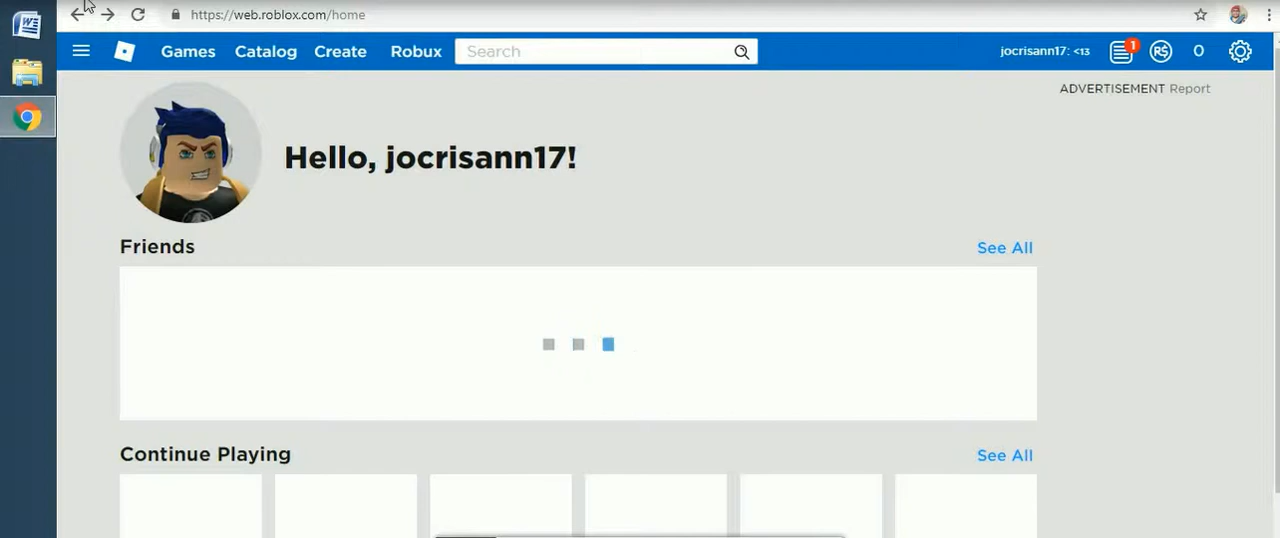 https://web.roblox.com/home
Games Catalog Create Robux Search jocrisann17: <13 1 R$ 0
ADVERTISEMENT Report
Hello, jocrisann17!
Friends See All
Continue Playing See All